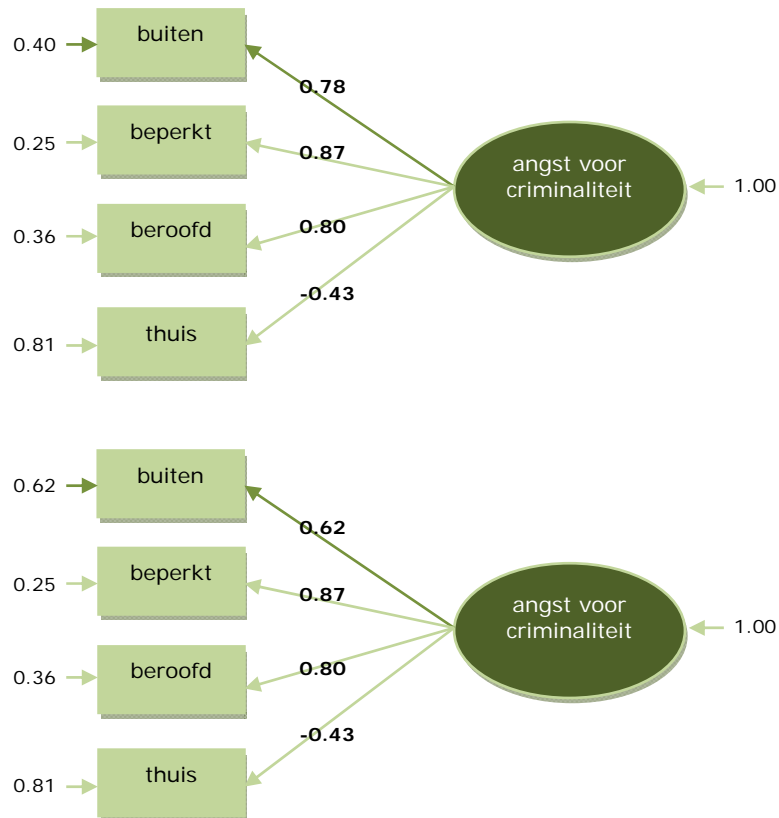 buiten
0.40
0.78
beperkt
0.25
0.87
angst voor
criminaliteit
1.00
beroofd
0.36
0.80
-0.43
thuis
0.81
buiten
0.62
0.62
beperkt
0.25
0.87
angst voor
criminaliteit
1.00
beroofd
0.36
0.80
-0.43
thuis
0.81